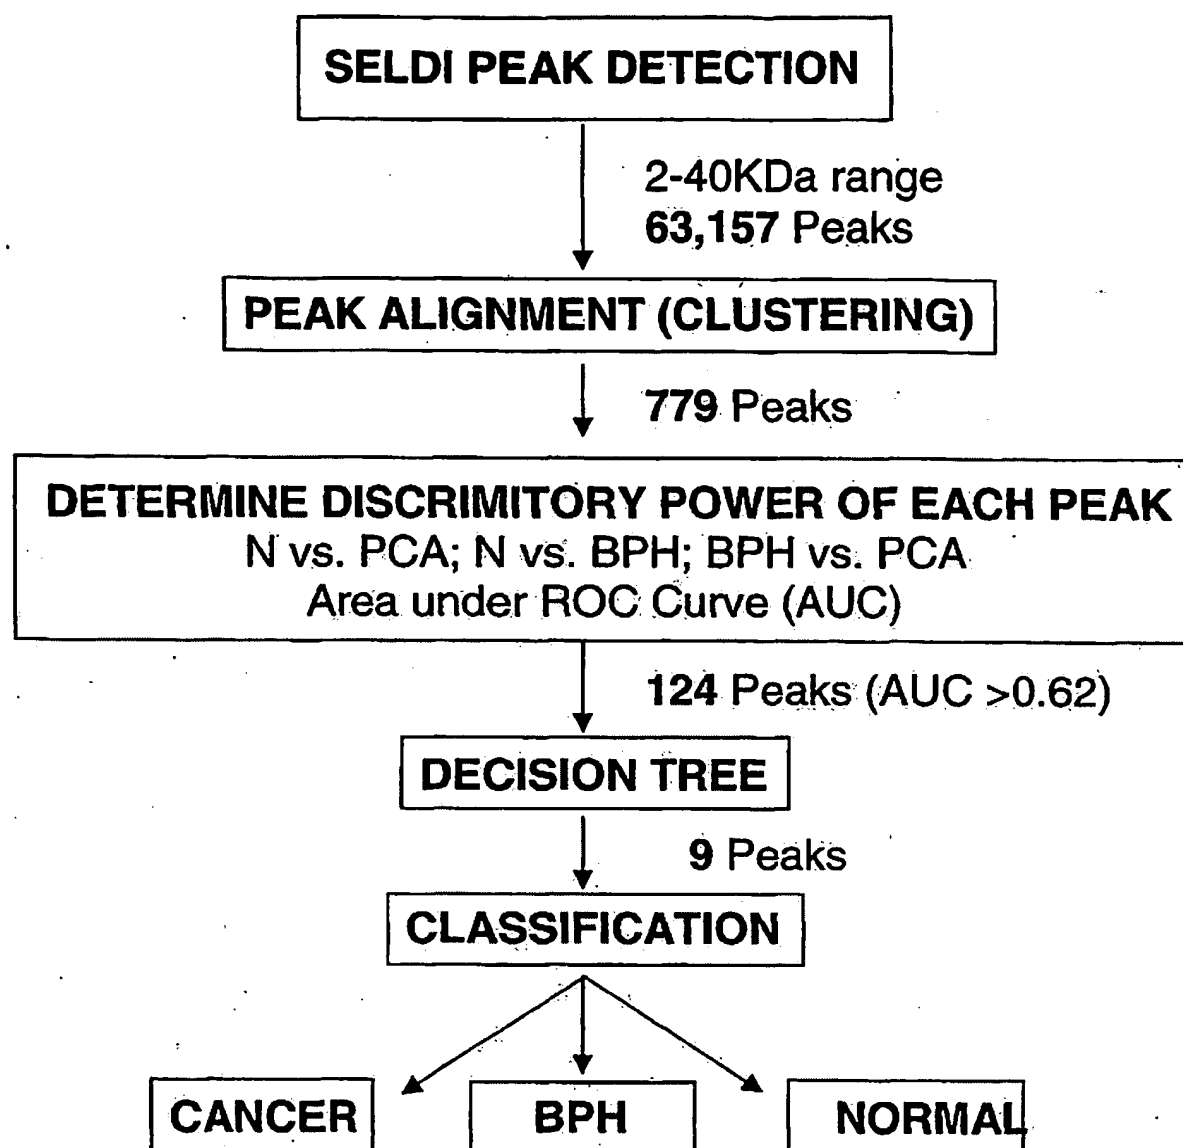 SELDI PEAK DETECTION
2-40KDa range
63,157 Peaks
PEAK ALIGNMENT (CLUSTERING)
779 Peaks
DETERMINE DISCRIMITORY POWER OF EACH PEAK
N vs. PCA; N vs. BPH; BPH vs. PCA
Area under ROC Curve (AUC)
124 Peaks (AUC >0.62)
DECISION TREE
9 Peaks
CLASSIFICATION
CANCER
BPH
NORMAL